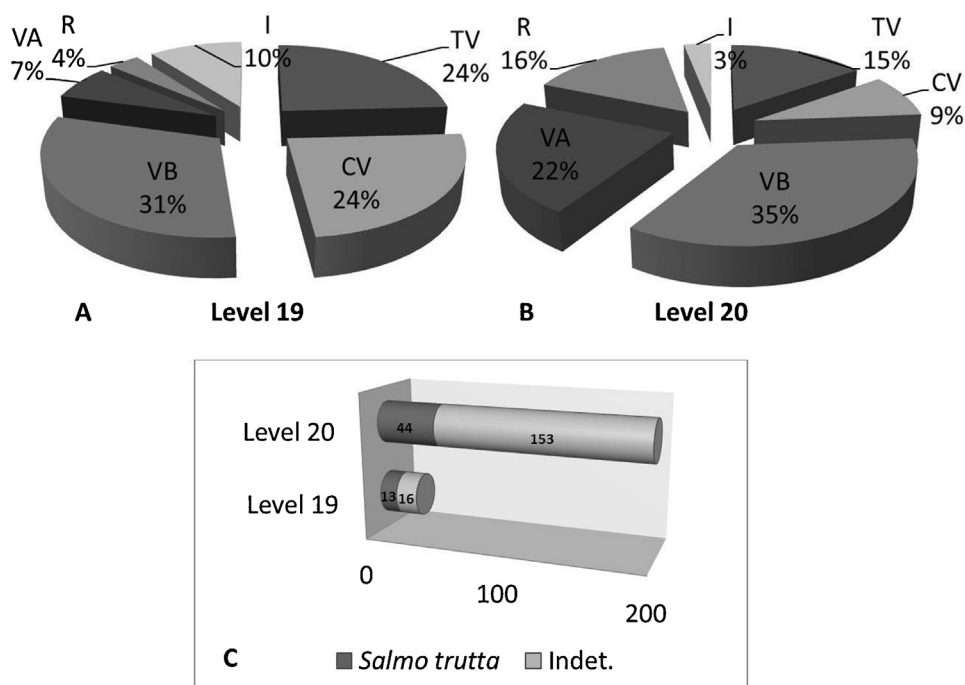 R
4%
I
10%
VA
7%
TV
24%
VB
31%
CV
24%
A
Level 19
R
16%
I
3%
TV
15%
CV
9%
VA
22%
VB
35%
B
Level 20
Level 20
44
153
Level 19
13
16
0
100
200
C
Salmo trutta
Indet.